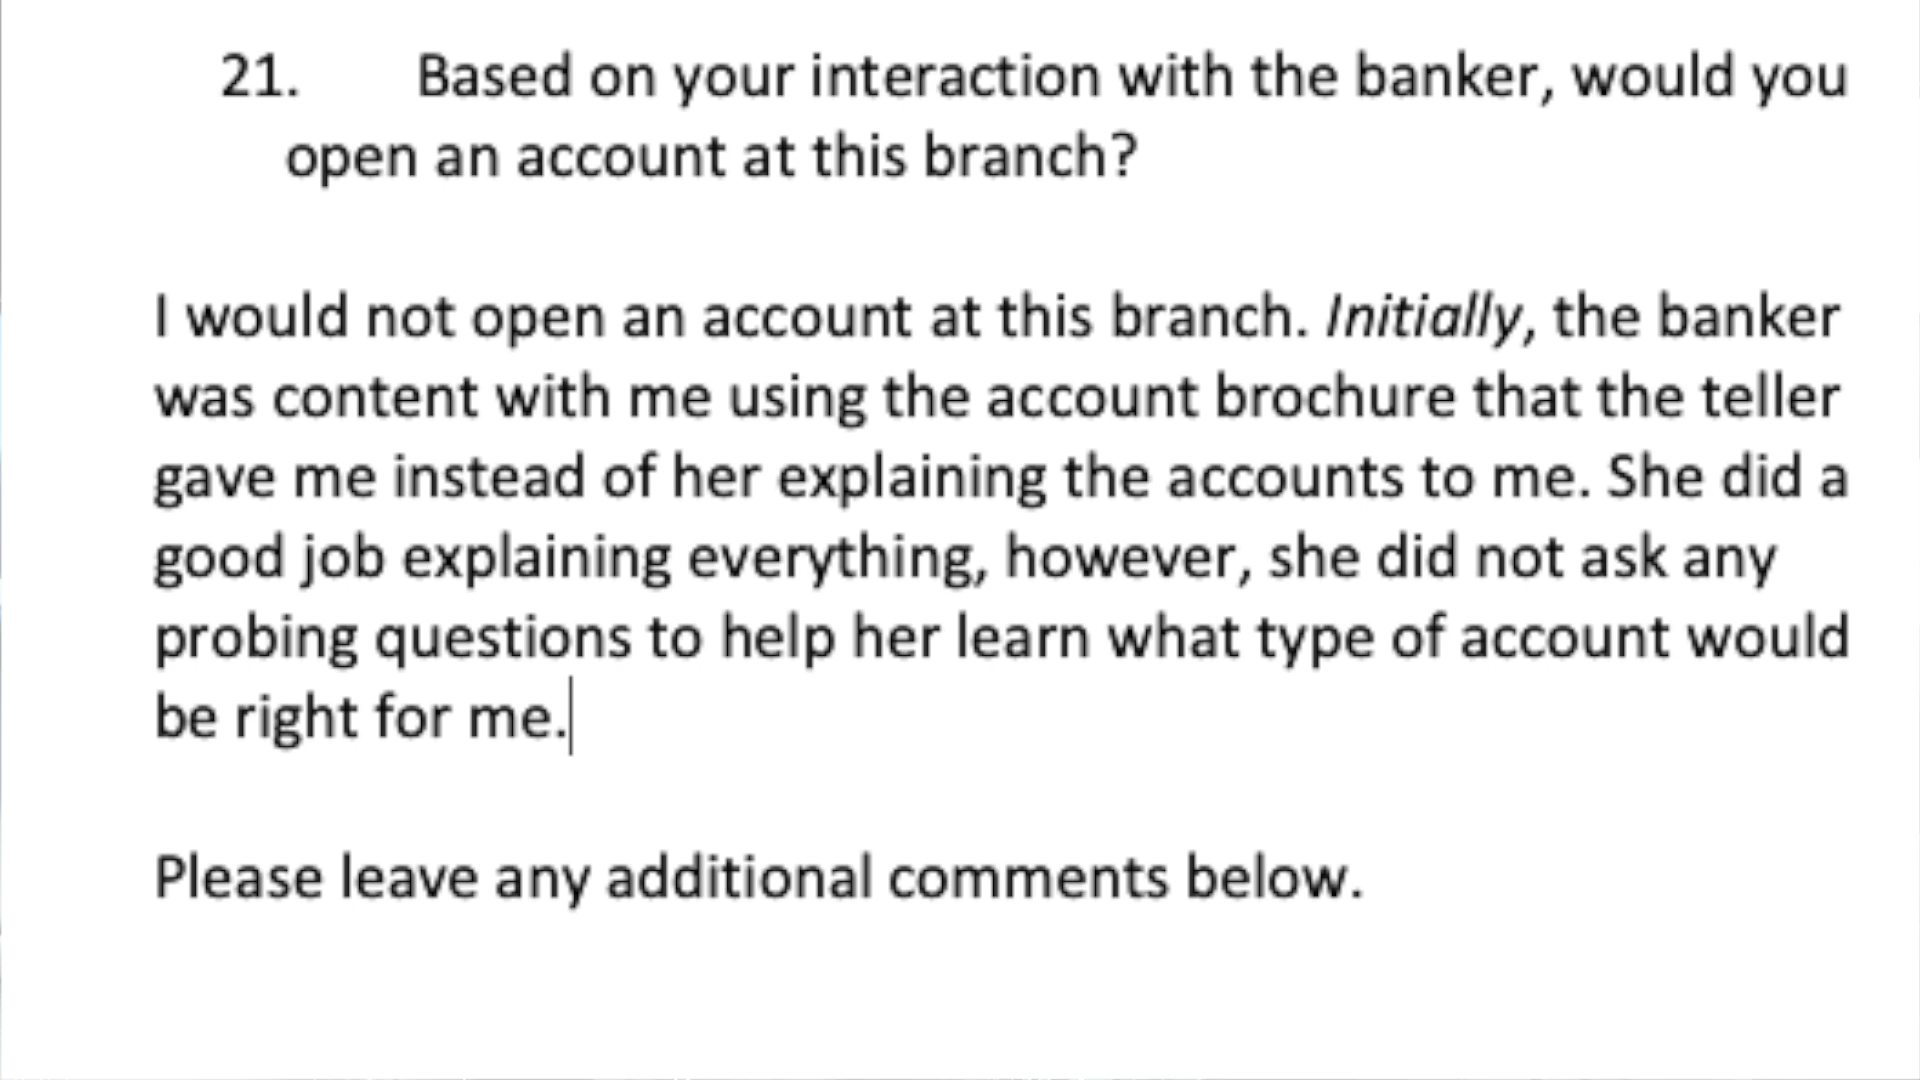 21. Based on your interaction with the banker, would you
open an account at this branch?
I would not open an account at this branch. Initially, the banker
was content with me using the account brochure that the teller
gave me instead of her explaining the accounts to me. She did a
good job explaining everything, however, she did not ask any
probing questions to help her learn what type of account would
be right for me.
Please leave any additional comments below.